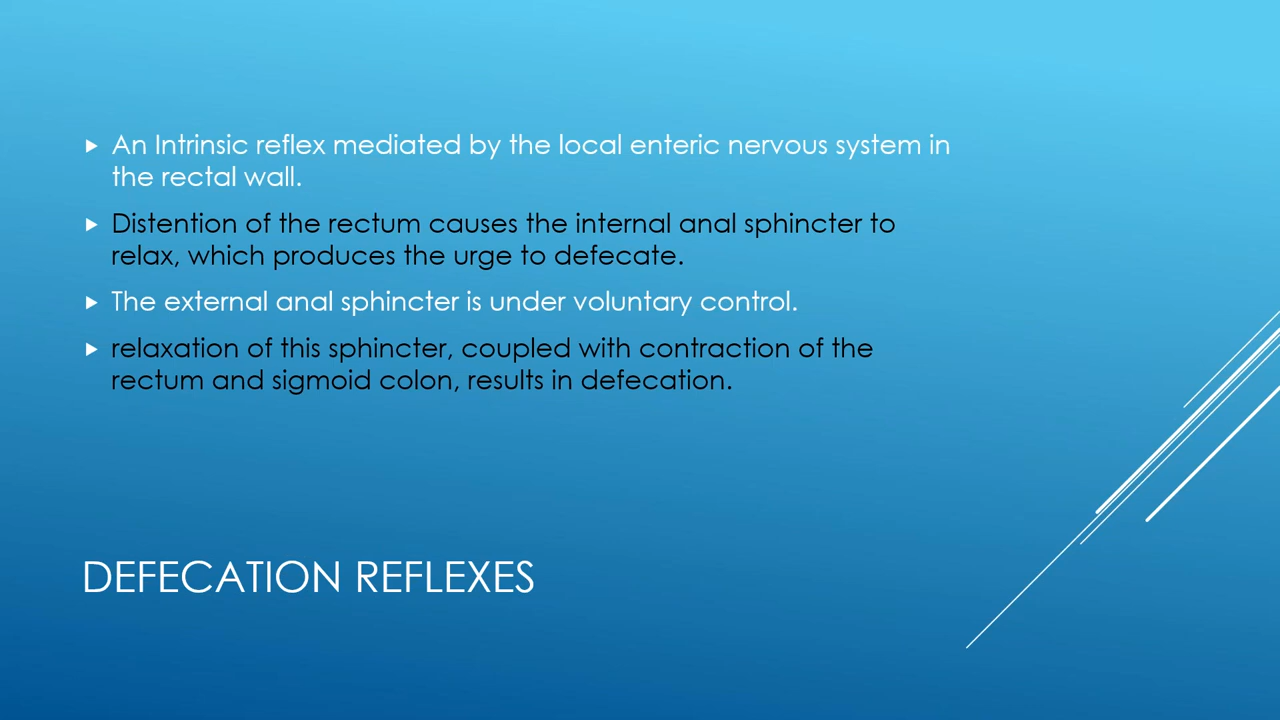 An Intrinsic reflex mediated by the local enteric nervous system in
the rectal wall.
Distention of the rectum causes the internal anal sphincter to
relax, which produces the urge to defecate.
The external anal sphincter is under voluntary control.
relaxation of this sphincter, coupled with contraction of the
rectum and sigmoid colon, results in defecation.
DEFECATION REFLEXES